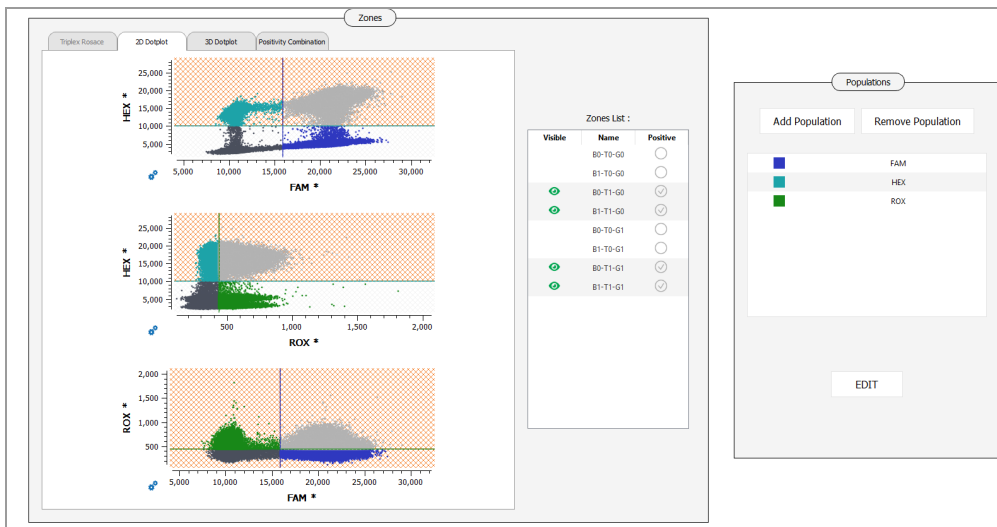 Zones
Triplex Rosace 2D Dotplot 3D Dotplot Positivity Combination
25,000
20,000
15,000
10,000
5,000
HEX *
5,000 10,000 15,000 20,000 25,000 30,000
FAM *
25,000
20,000
15,000
10,000
5,000
HEX *
500 1,000 1,500 2,000
ROX *
2,000
1,500
1,000
500
ROX *
5,000 10,000 15,000 20,000 25,000 30,000
FAM *
Zones List :
Visible Name Positive
B0-T0-G0
B1-T0-G0
B0-T1-G0
B1-T1-G0
B0-T0-G1
B1-T0-G1
B0-T1-G1
B1-T1-G1
Populations
Add Population Remove Population
FAM
HEX
ROX
EDIT